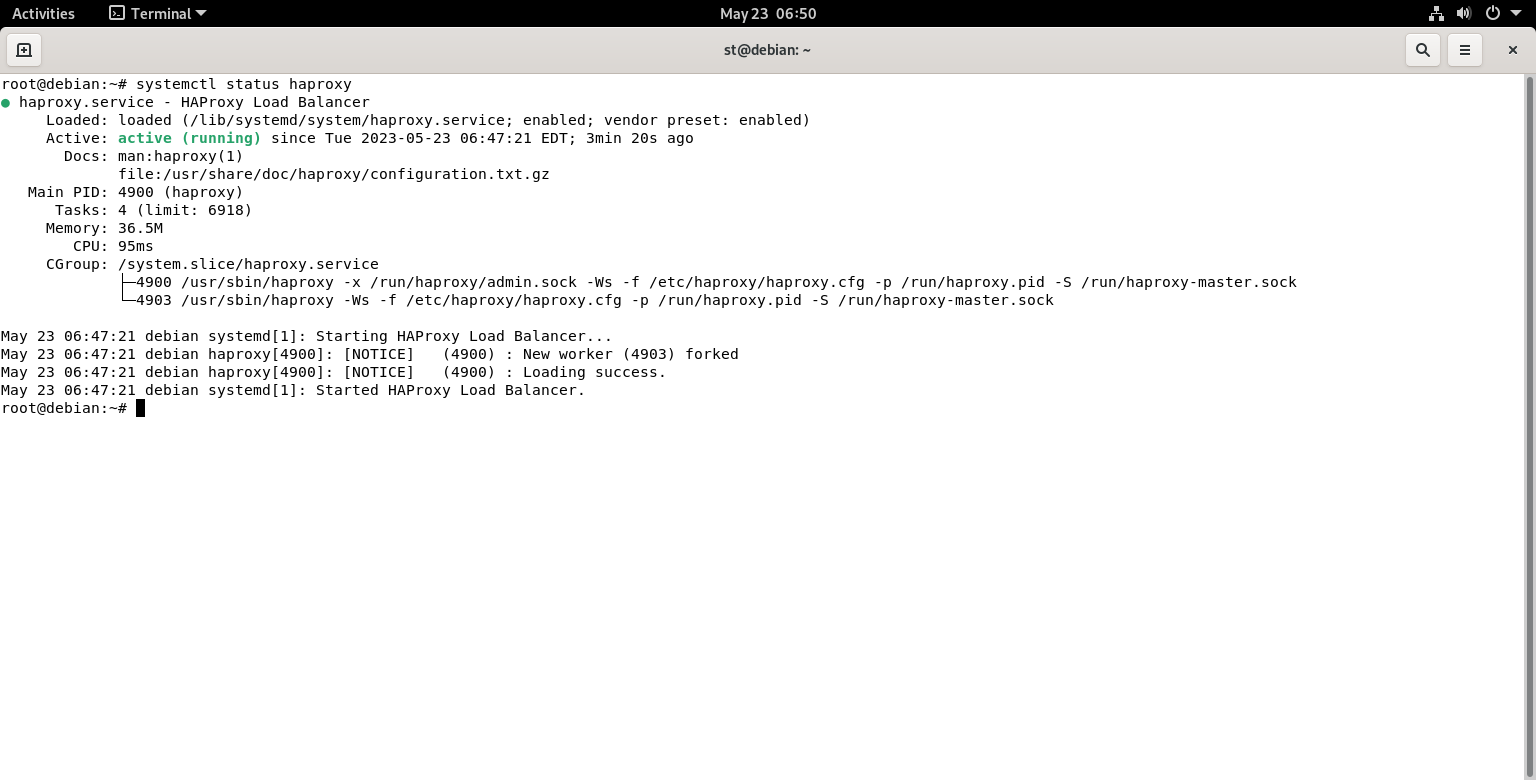 Activities Terminal May 23 06:50
st@debian: ~
root@debian:~# systemctl status haproxy
● haproxy.service - HAProxy Load Balancer
     Loaded: loaded (/lib/systemd/system/haproxy.service; enabled; vendor preset: enabled)
     Active: active (running) since Tue 2023-05-23 06:47:21 EDT; 3min 20s ago
       Docs: man:haproxy(1)
             file:/usr/share/doc/haproxy/configuration.txt.gz
   Main PID: 4900 (haproxy)
      Tasks: 4 (limit: 6918)
     Memory: 36.5M
        CPU: 95ms
     CGroup: /system.slice/haproxy.service
             ├─4900 /usr/sbin/haproxy -x /run/haproxy/admin.sock -Ws -f /etc/haproxy/haproxy.cfg -p /run/haproxy.pid -S /run/haproxy-master.sock
             └─4903 /usr/sbin/haproxy -Ws -f /etc/haproxy/haproxy.cfg -p /run/haproxy.pid -S /run/haproxy-master.sock

May 23 06:47:21 debian systemd[1]: Starting HAProxy Load Balancer...
May 23 06:47:21 debian haproxy[4900]: [NOTICE]   (4900) : New worker (4903) forked
May 23 06:47:21 debian haproxy[4900]: [NOTICE]   (4900) : Loading success.
May 23 06:47:21 debian systemd[1]: Started HAProxy Load Balancer.
root@debian:~#